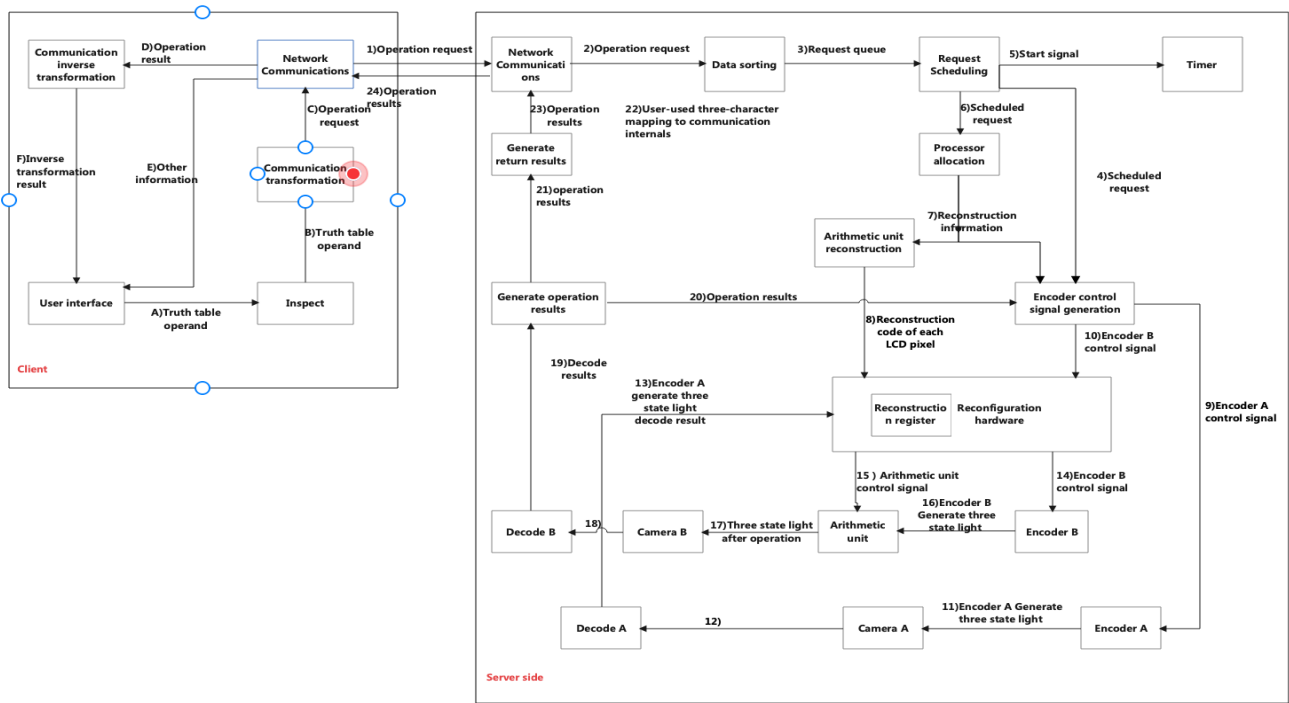 Communication
inverse
transformation
D)Operation
result
Network
Communications
1)Operation request
24)Operation
results
C)Operation
request
Communication
transformation
F)Inverse
transformation
result
E)Other
information
B)Truth table
operand
User interface
A)Truth table
operand
Inspect
Client
Network
Communicati
ons
2)Operation request
Data sorting
3)Request queue
Request
Scheduling
5)Start signal
Timer
23)Operation
results
22)User-used three-character
mapping to communication
internals
6)Scheduled
request
Generate
return results
Processor
allocation
4)Scheduled
request
21)operation
results
7)Reconstruction
information
Arithmetic unit
reconstruction
Generate operation
results
20)Operation results
Encoder control
signal generation
8)Reconstruction
code of each
LCD pixel
10)Encoder B
control signal
19)Decode
results
13)Encoder A
generate three
state light
decode result
Reconstructio
n register
Reconfiguration
hardware
9)Encoder A
control signal
15 ) Arithmetic unit
control signal
14)Encoder B
control signal
16)Encoder B
Generate three
state light
Decode B
18)
Camera B
17)Three state light
after operation
Arithmetic
unit
Encoder B
Decode A
12)
Camera A
11)Encoder A Generate
three state light
Encoder A
Server side